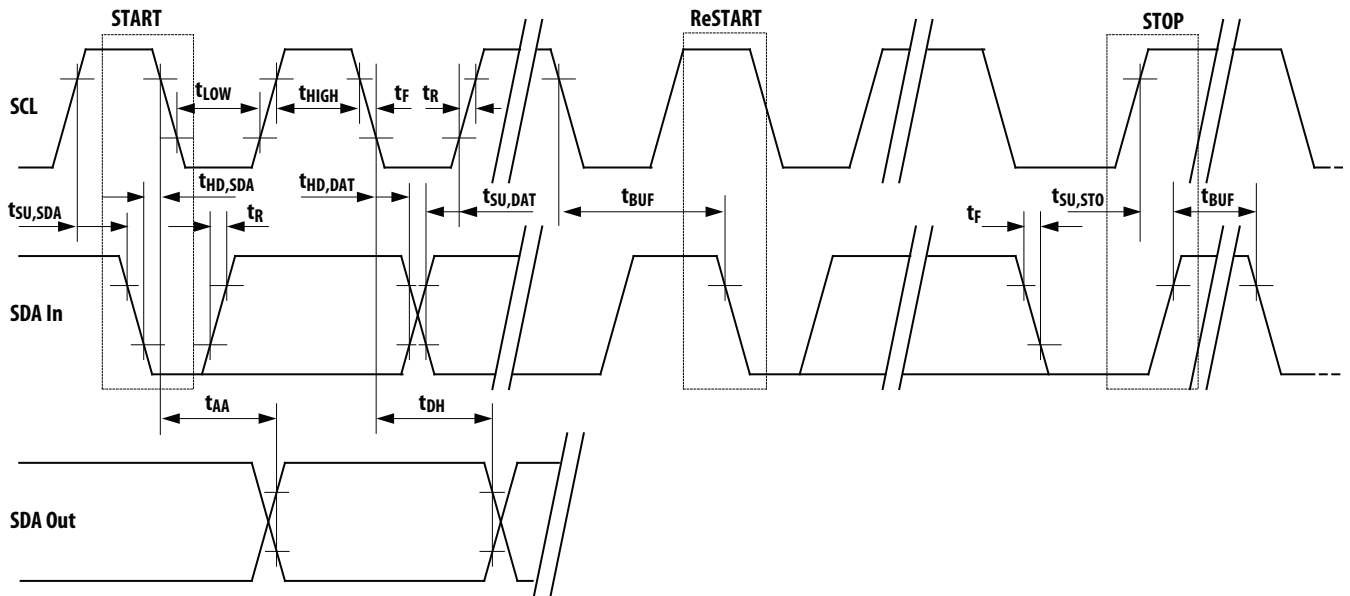 START
ReSTART
STOP
SCL
tLOW
tHIGH
tF
tR
tSU,SDA
tHD,SDA
tR
tHD,DAT
tSU,DAT
tBUF
tF
tSU,STO
tBUF
SDA In
tAA
tDH
SDA Out